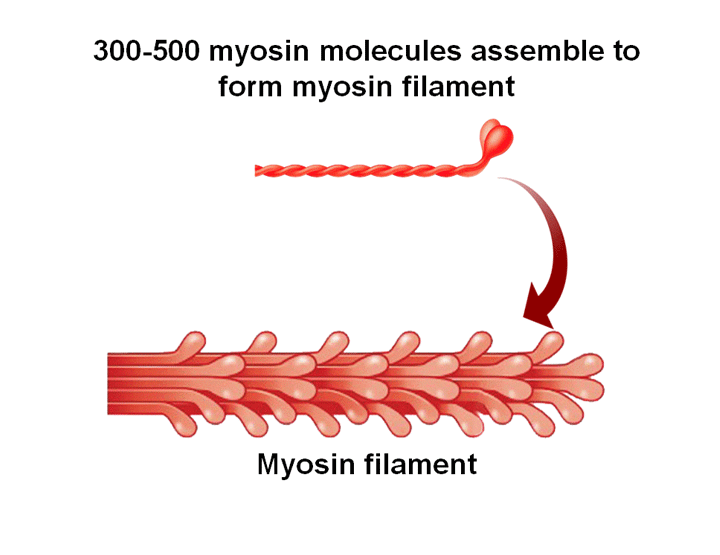 300-500 myosin molecules assemble to
form myosin filament
Myosin filament